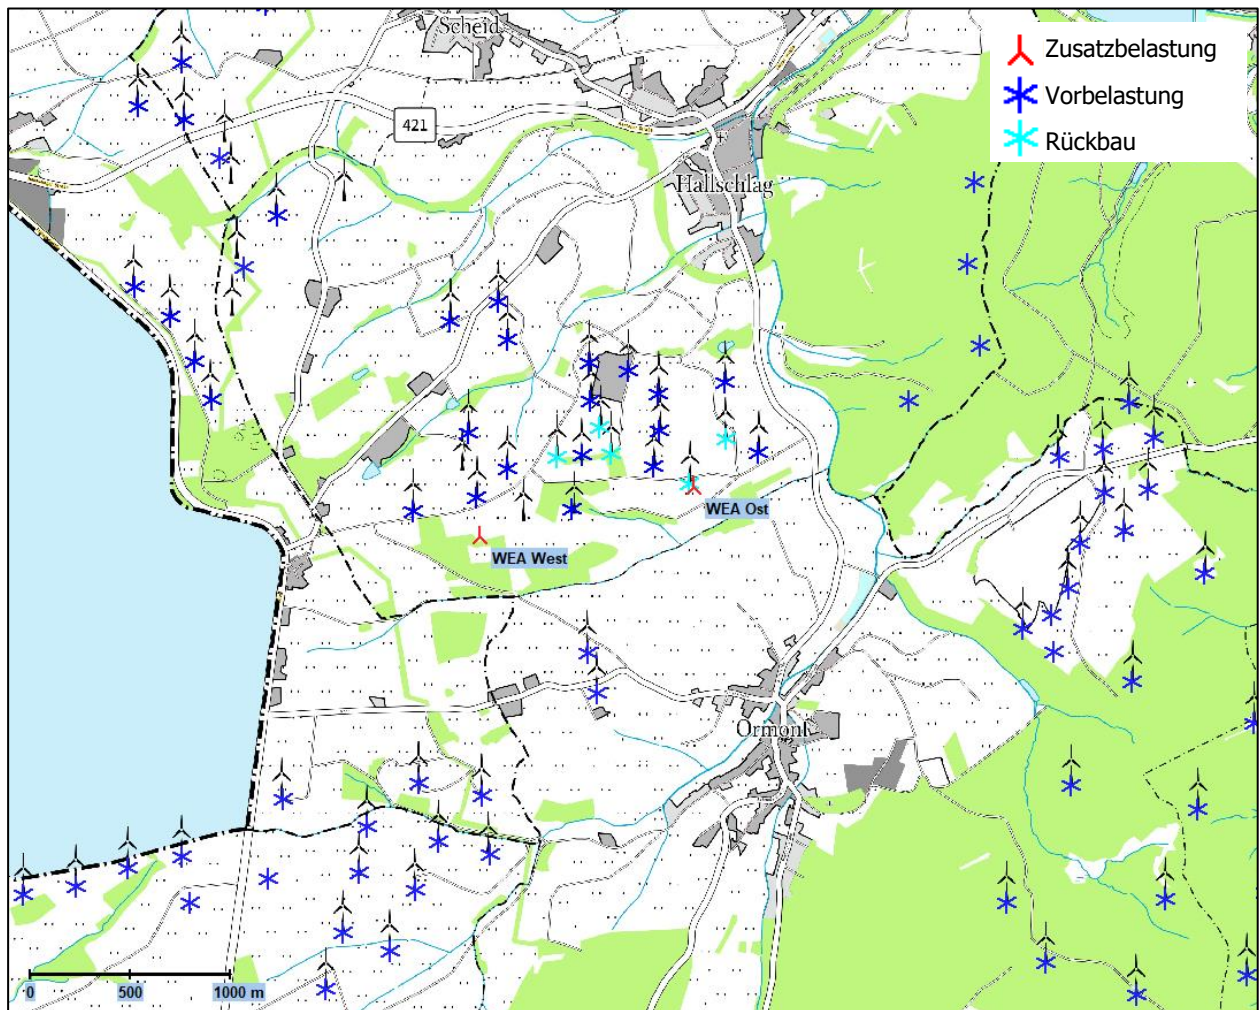 Scheid
Zusatzbelastung
Vorbelastung
Rückbau
421
Hallschlag
WEA Ost
WEA West
Ormont
0
500
1000 m